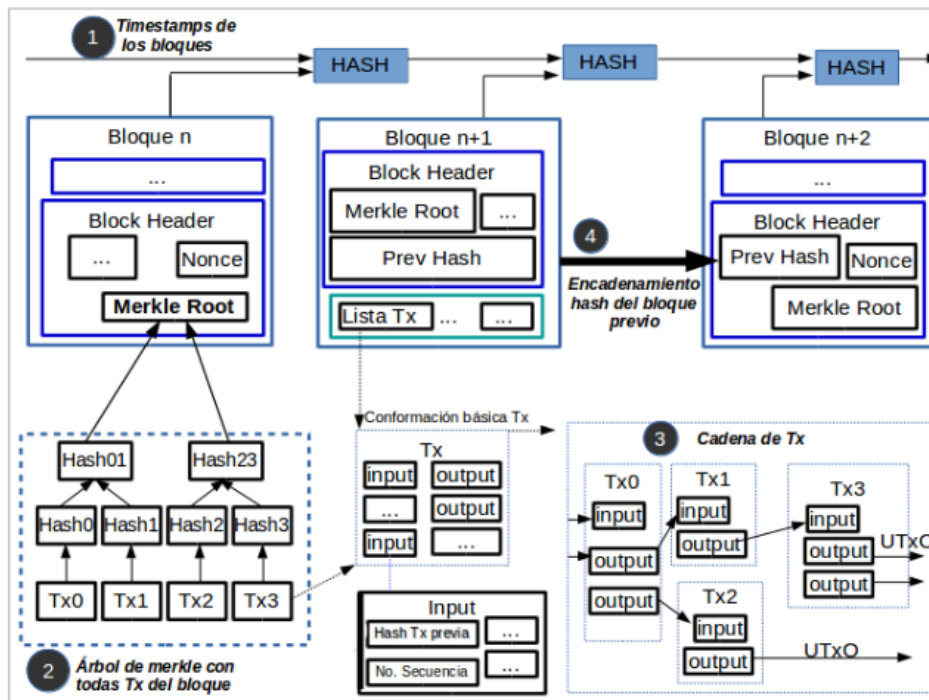 1 Timestamps de
los bloques
HASH
HASH
HASH
Bloque n
...
Block Header
...
Nonce
Merkle Root
Bloque n+1
Block Header
Merkle Root
...
Prev Hash
Lista Tx
...
...
4
Encadenamiento
hash del bloque
previo
Bloque n+2
...
Block Header
Prev Hash
Nonce
Merkle Root
Hash01
Hash23
Hash0
Hash1
Hash2
Hash3
Tx0
Tx1
Tx2
Tx3
2 Árbol de merkle con
todas Tx del bloque
Conformación básica Tx
Tx
input
output
...
output
input
...
Input
Hash Tx previa
...
No. Secuencia
...
3 Cadena de Tx
Tx0
input
output
output
Tx1
input
output
Tx2
input
output
UTxO
Tx3
input
output
output
UTxO